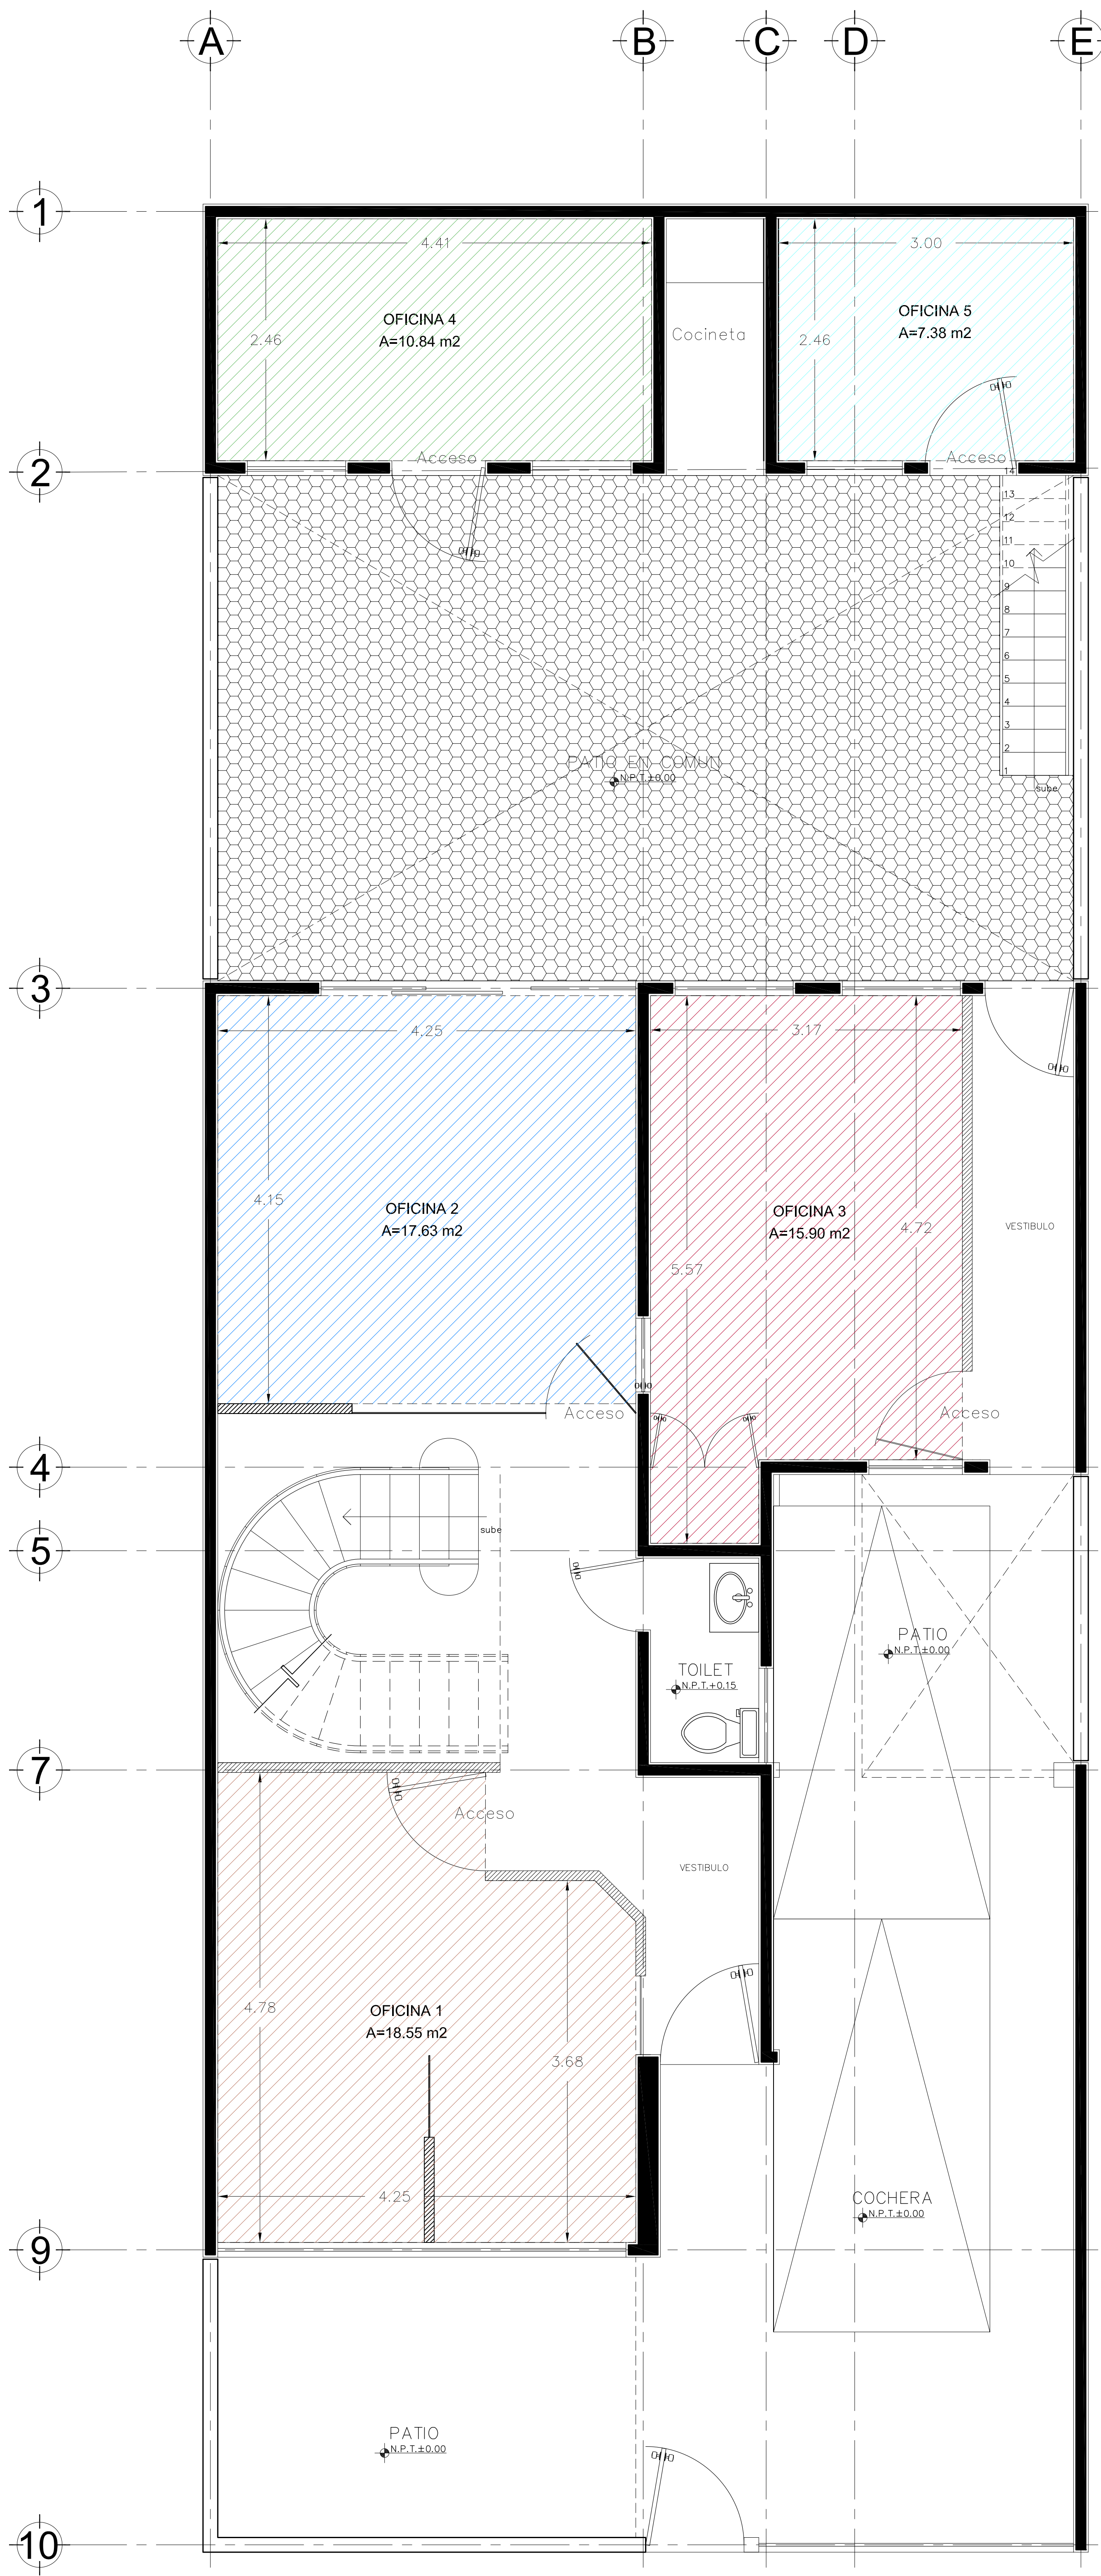 A
B
C
D
E
1
4.41
3.00
OFICINA 4
A=10.84 m2
2.46
Cocineta
OFICINA 5
A=7.38 m2
2.46
Acceso
Acceso
2
14
13
12
11
10
9
8
7
6
5
4
3
2
1
sube
PATIO EN COMUN
N.P.T.±0.00
3
4.25
3.17
4.15
OFICINA 2
A=17.63 m2
OFICINA 3
A=15.90 m2
4.72
5.57
VESTIBULO
Acceso
Acceso
4
sube
5
PATIO
N.P.T.±0.00
TOILET
N.P.T.+0.15
7
Acceso
VESTIBULO
4.78
OFICINA 1
A=18.55 m2
3.68
4.25
COCHERA
N.P.T.±0.00
9
PATIO
N.P.T.±0.00
10